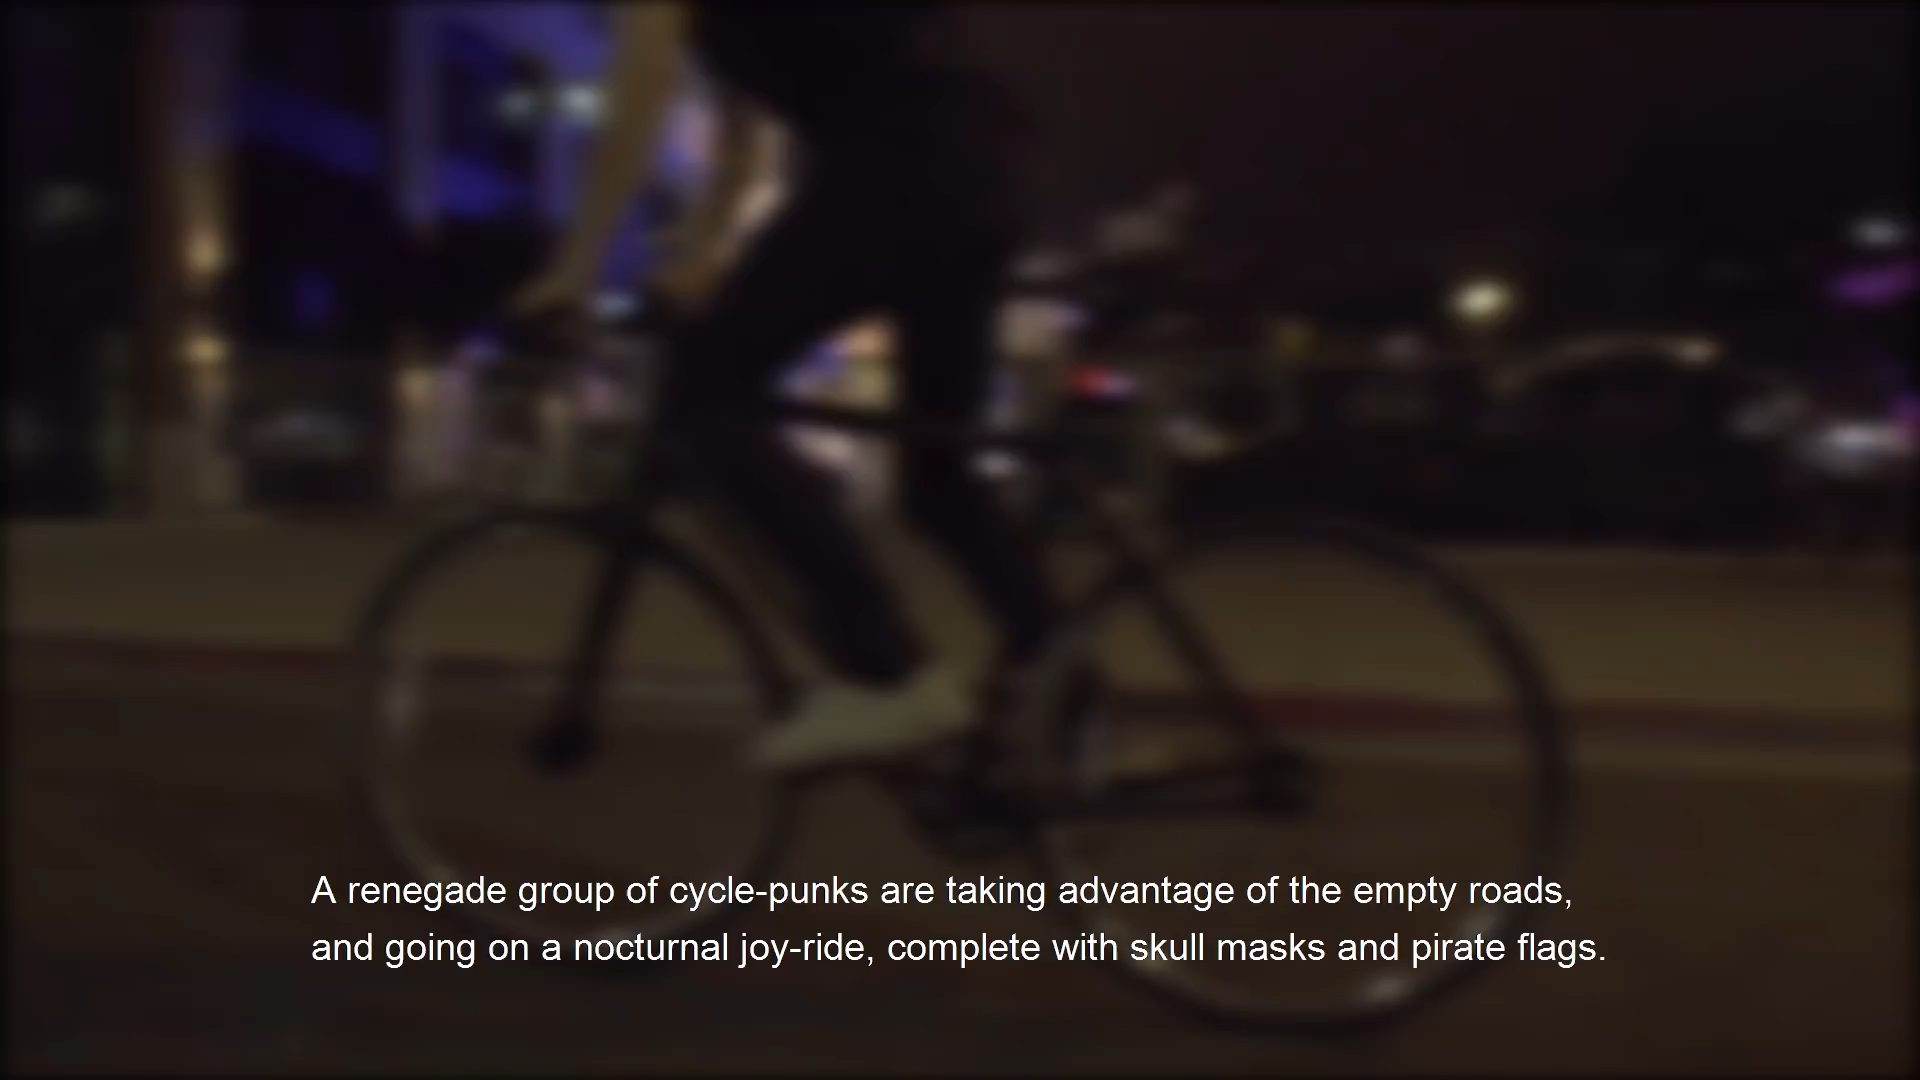 A renegade group of cycle-punks are taking advantage of the empty roads,
and going on a nocturnal joy-ride, complete with skull masks and pirate flags.